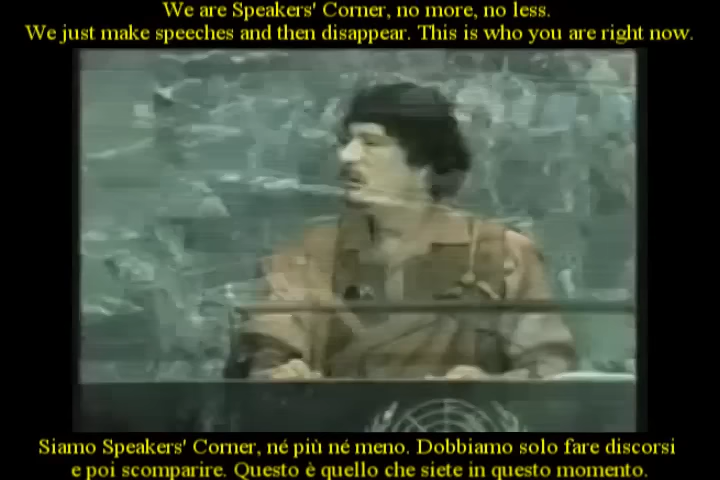 We are Speakers' Corner, no more, no less.
We just make speeches and then disappear. This is who you are right now.
Siamo Speakers' Corner, né più né meno. Dobbiamo solo fare discorsi
e poi scomparire. Questo è quello che siete in questo momento.